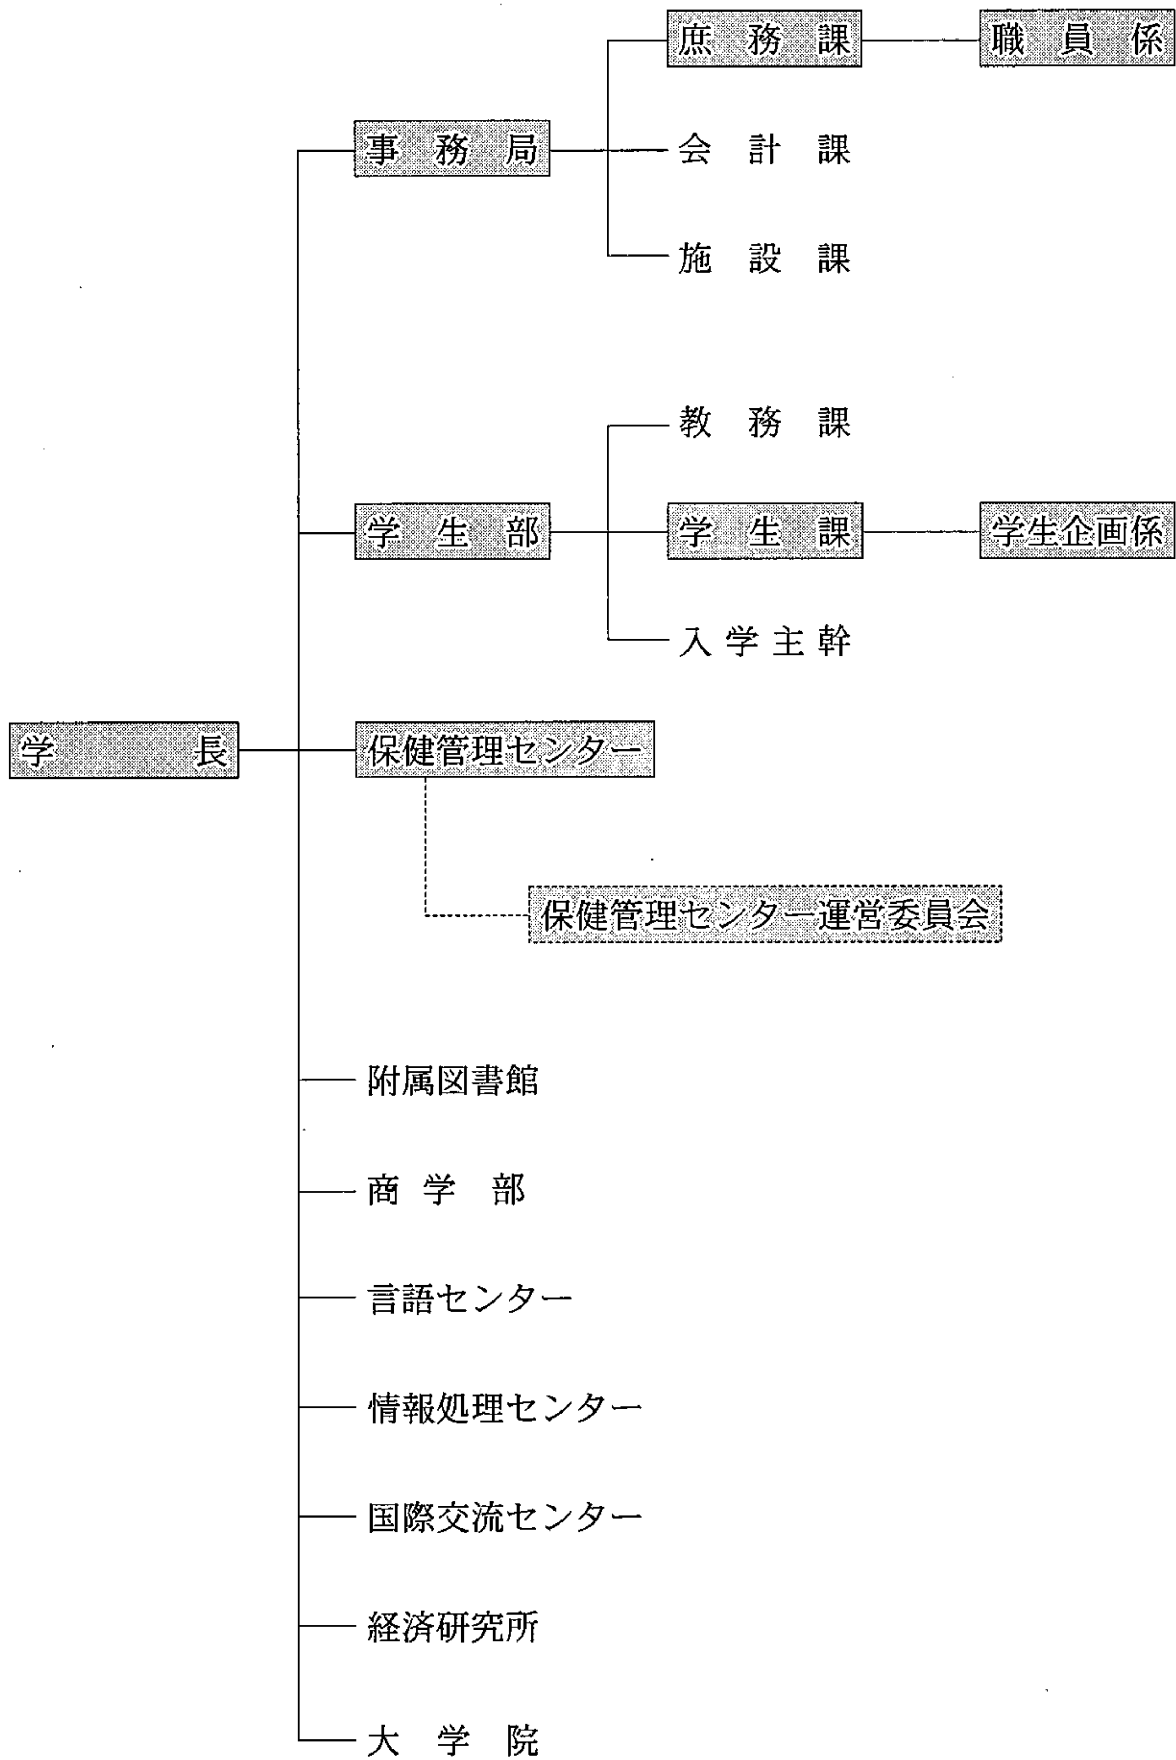 庶務課
職員係
事務局
会計課
施設課
教務課
学生部
学生課
学生企画係
入学主幹
学長
保健管理センター
保健管理センター運営委員会
附属図書館
商学部
言語センター
情報処理センター
国際交流センター
経済研究所
大学院